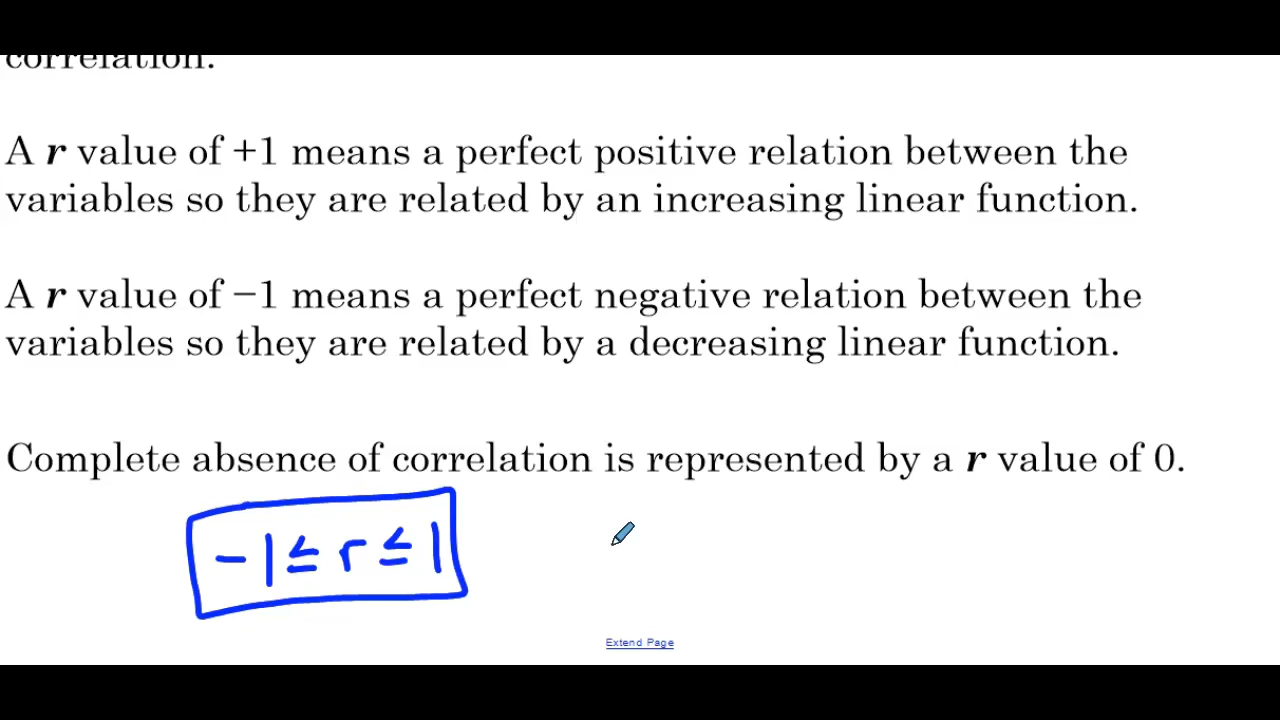 correlation.
A r value of +1 means a perfect positive relation between the
variables so they are related by an increasing linear function.
A r value of −1 means a perfect negative relation between the
variables so they are related by a decreasing linear function.
Complete absence of correlation is represented by a r value of 0.
-1 ≤ r ≤ 1
Extend Page